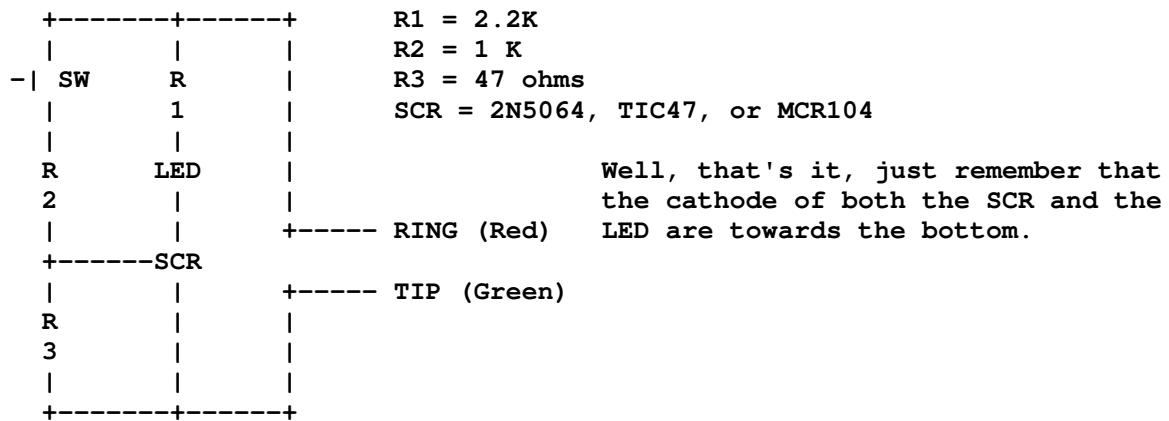 +-------+------+        R1 = 2.2K
|       |      |        R2 = 1 K
-| SW   R      |        R3 = 47 ohms
|       1      |        SCR = 2N5064, TIC47, or MCR104
|       |      |
R      LED     |                    Well, that's it, just remember that
2       |      |                    the cathode of both the SCR and the
|       |      +----- RING (Red)    LED are towards the bottom.
+------SCR
|       |      +----- TIP (Green)
R       |      |
3       |      |
|       |      |
+-------+------+